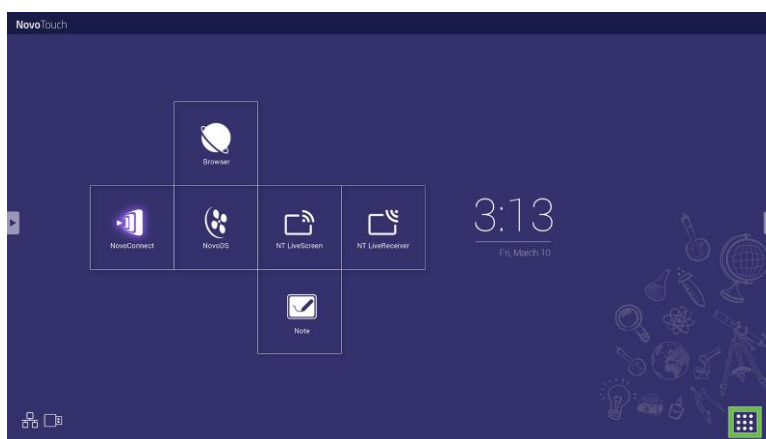 NovoTouch
Browser
NovoConnect
NovoDS
NT LiveScreen
NT LiveReceiver
3:13
Fri, March 10
Note